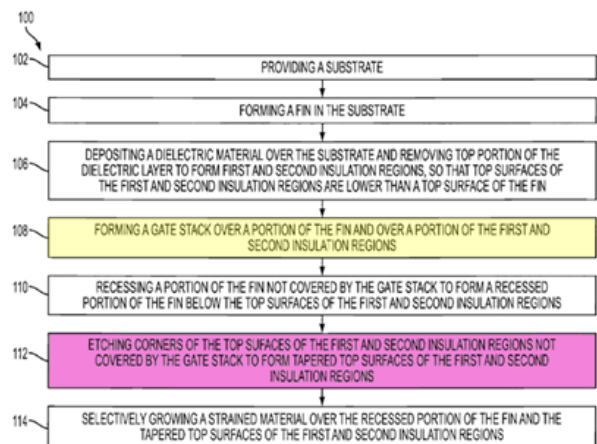 100
102
PROVIDING A SUBSTRATE
104
FORMING A FIN IN THE SUBSTRATE
106
DEPOSITING A DIELECTRIC MATERIAL OVER THE SUBSTRATE AND REMOVING TOP PORTION OF THE
DIELECTRIC LAYER TO FORM FIRST AND SECOND INSULATION REGIONS, SO THAT TOP SURFACES OF
THE FIRST AND SECOND INSULATION REGIONS ARE LOWER THAN A TOP SURFACE OF THE FIN
108
FORMING A GATE STACK OVER A PORTION OF THE FIN AND OVER A PORTION OF THE FIRST AND
SECOND INSULATION REGIONS
110
RECESSING A PORTION OF THE FIN NOT COVERED BY THE GATE STACK TO FORM A RECESSED
PORTION OF THE FIN BELOW THE TOP SURFACES OF THE FIRST AND SECOND INSULATION REGIONS
112
ETCHING CORNERS OF THE TOP SUFACES OF THE FIRST AND SECOND INSULATION REGIONS NOT
COVERED BY THE GATE STACK TO FORM TAPERED TOP SURFACES OF THE FIRST AND SECOND
INSULATION REGIONS
114
SELECTIVELY GROWING A STRAINED MATERIAL OVER THE RECESSED PORTION OF THE FIN AND THE
TAPERED TOP SURFACES OF THE FIRST AND SECOND INSULATION REGIONS